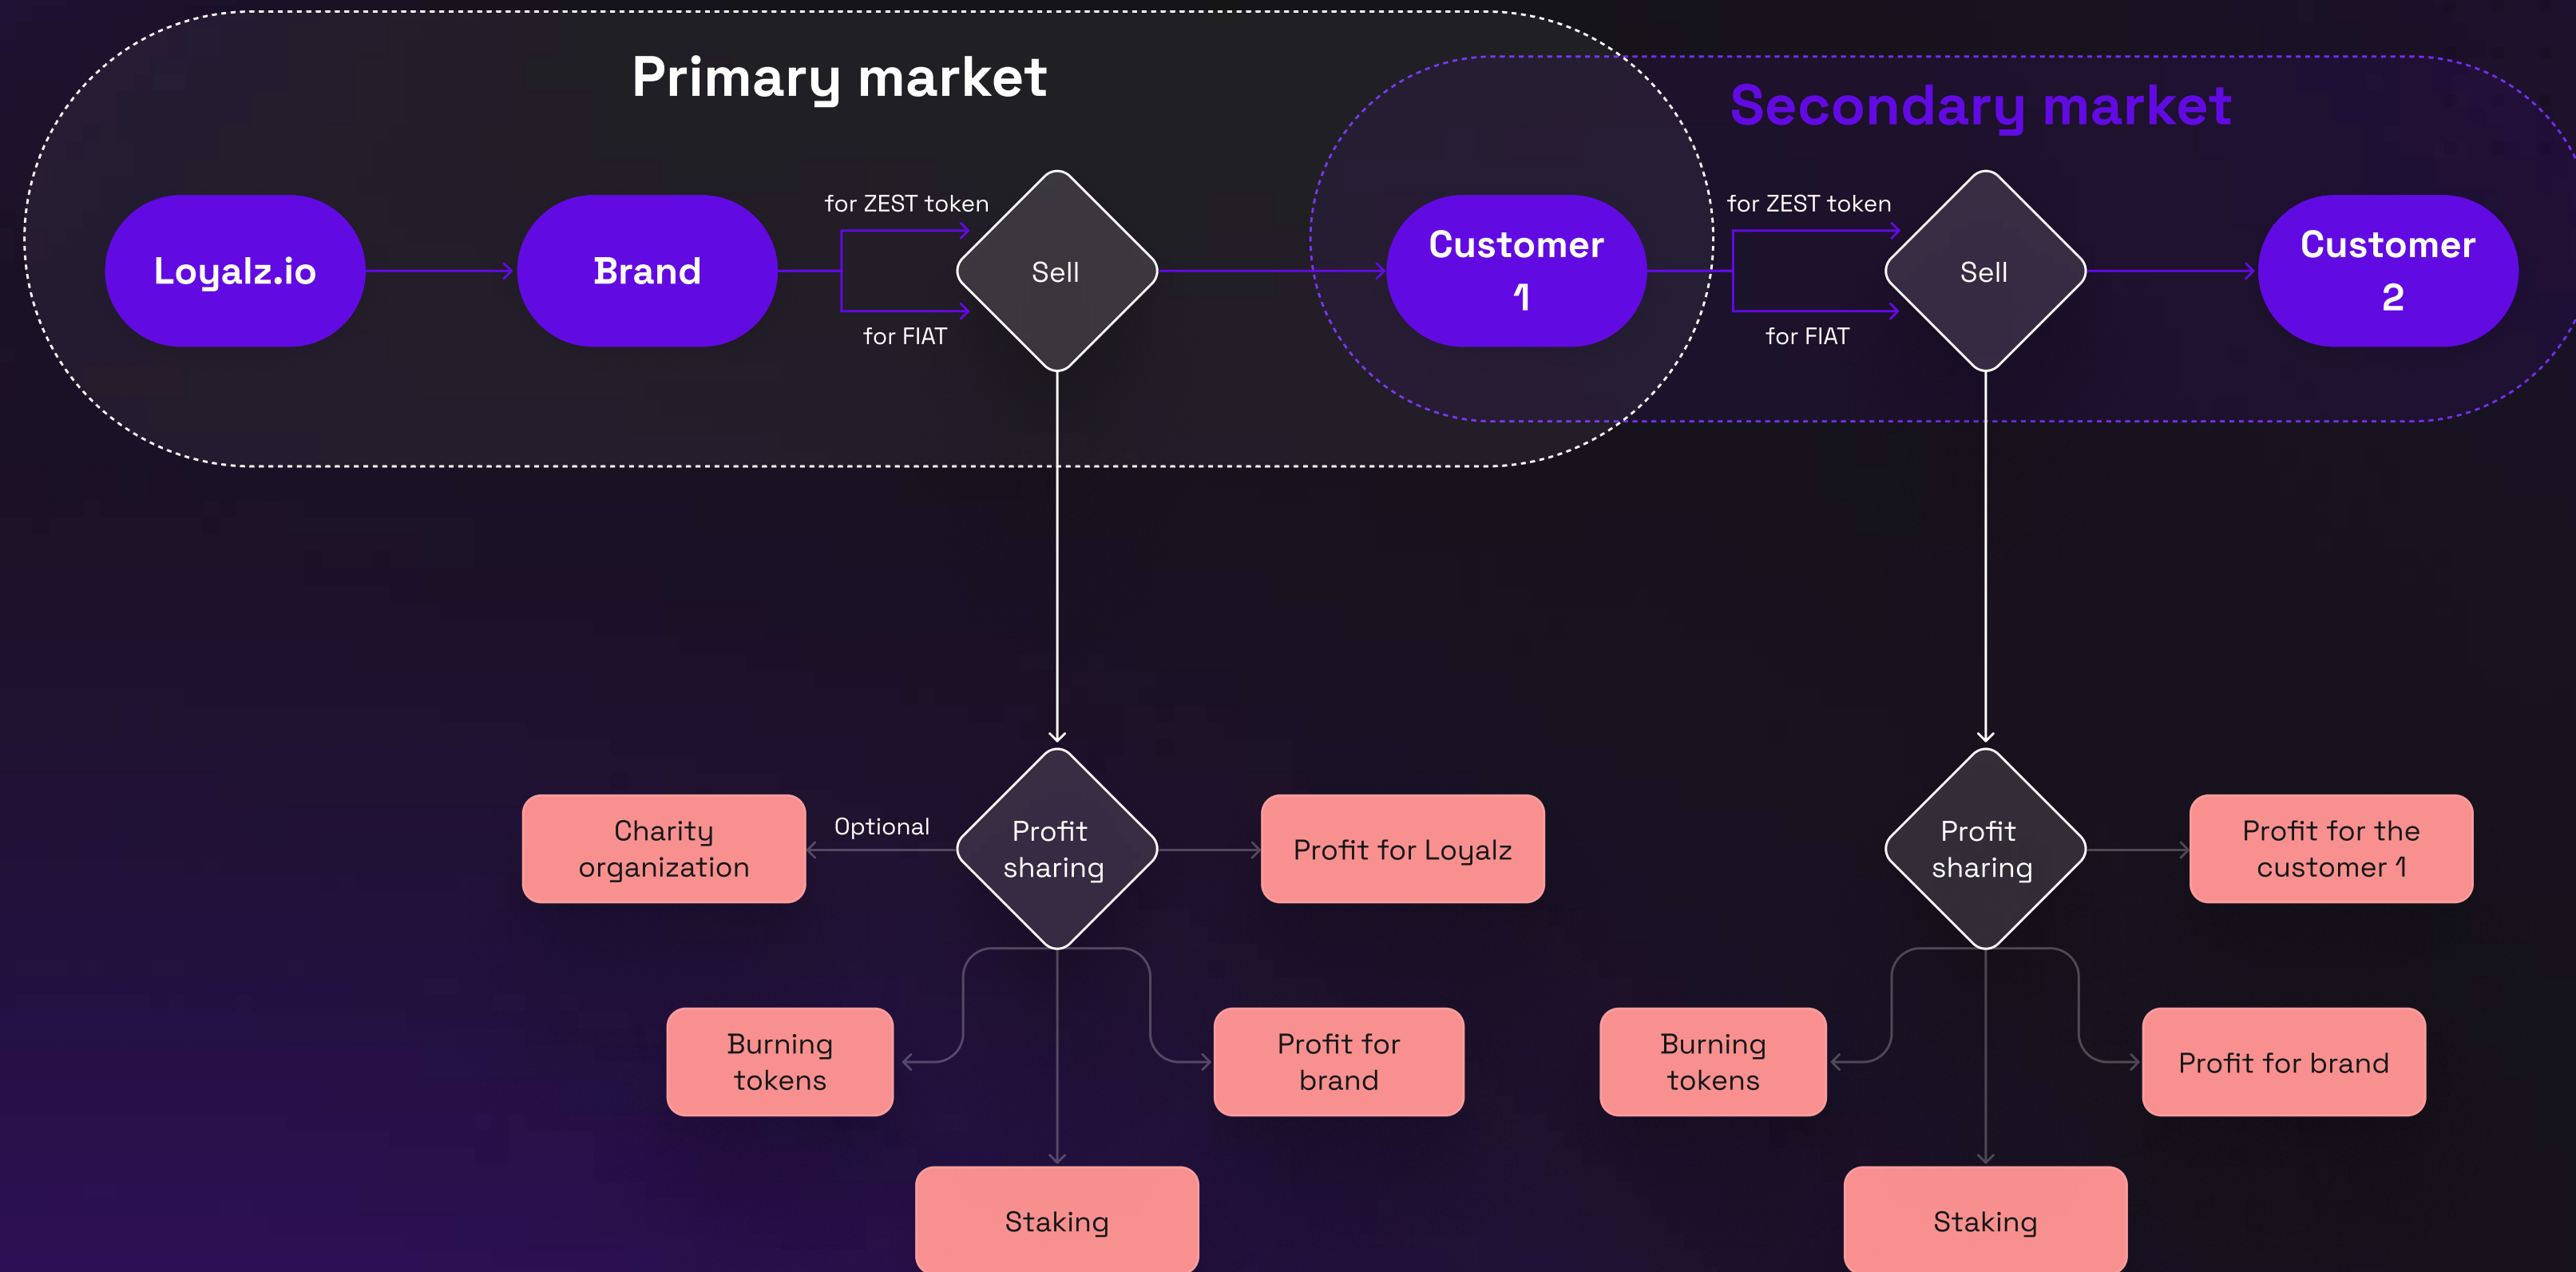 Primary market
Secondary market
Loyalz.io
Brand
for ZEST token
for FIAT
Sell
Customer
1
for ZEST token
for FIAT
Sell
Customer
2
Charity
organization
Optional
Profit
sharing
Profit for Loyalz
Burning
tokens
Profit for
brand
Staking
Profit
sharing
Profit for the
customer 1
Burning
tokens
Profit for brand
Staking